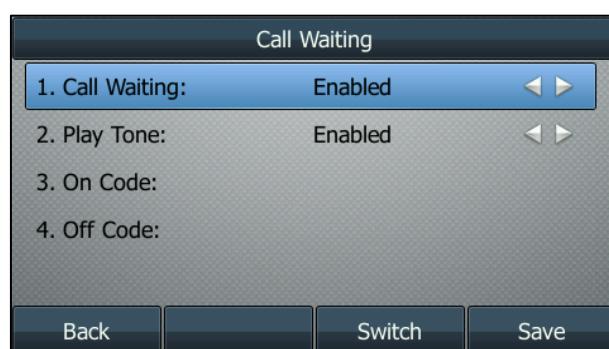 Call Waiting
1. Call Waiting: Enabled
2. Play Tone: Enabled
3. On Code:
4. Off Code:
Back Switch Save